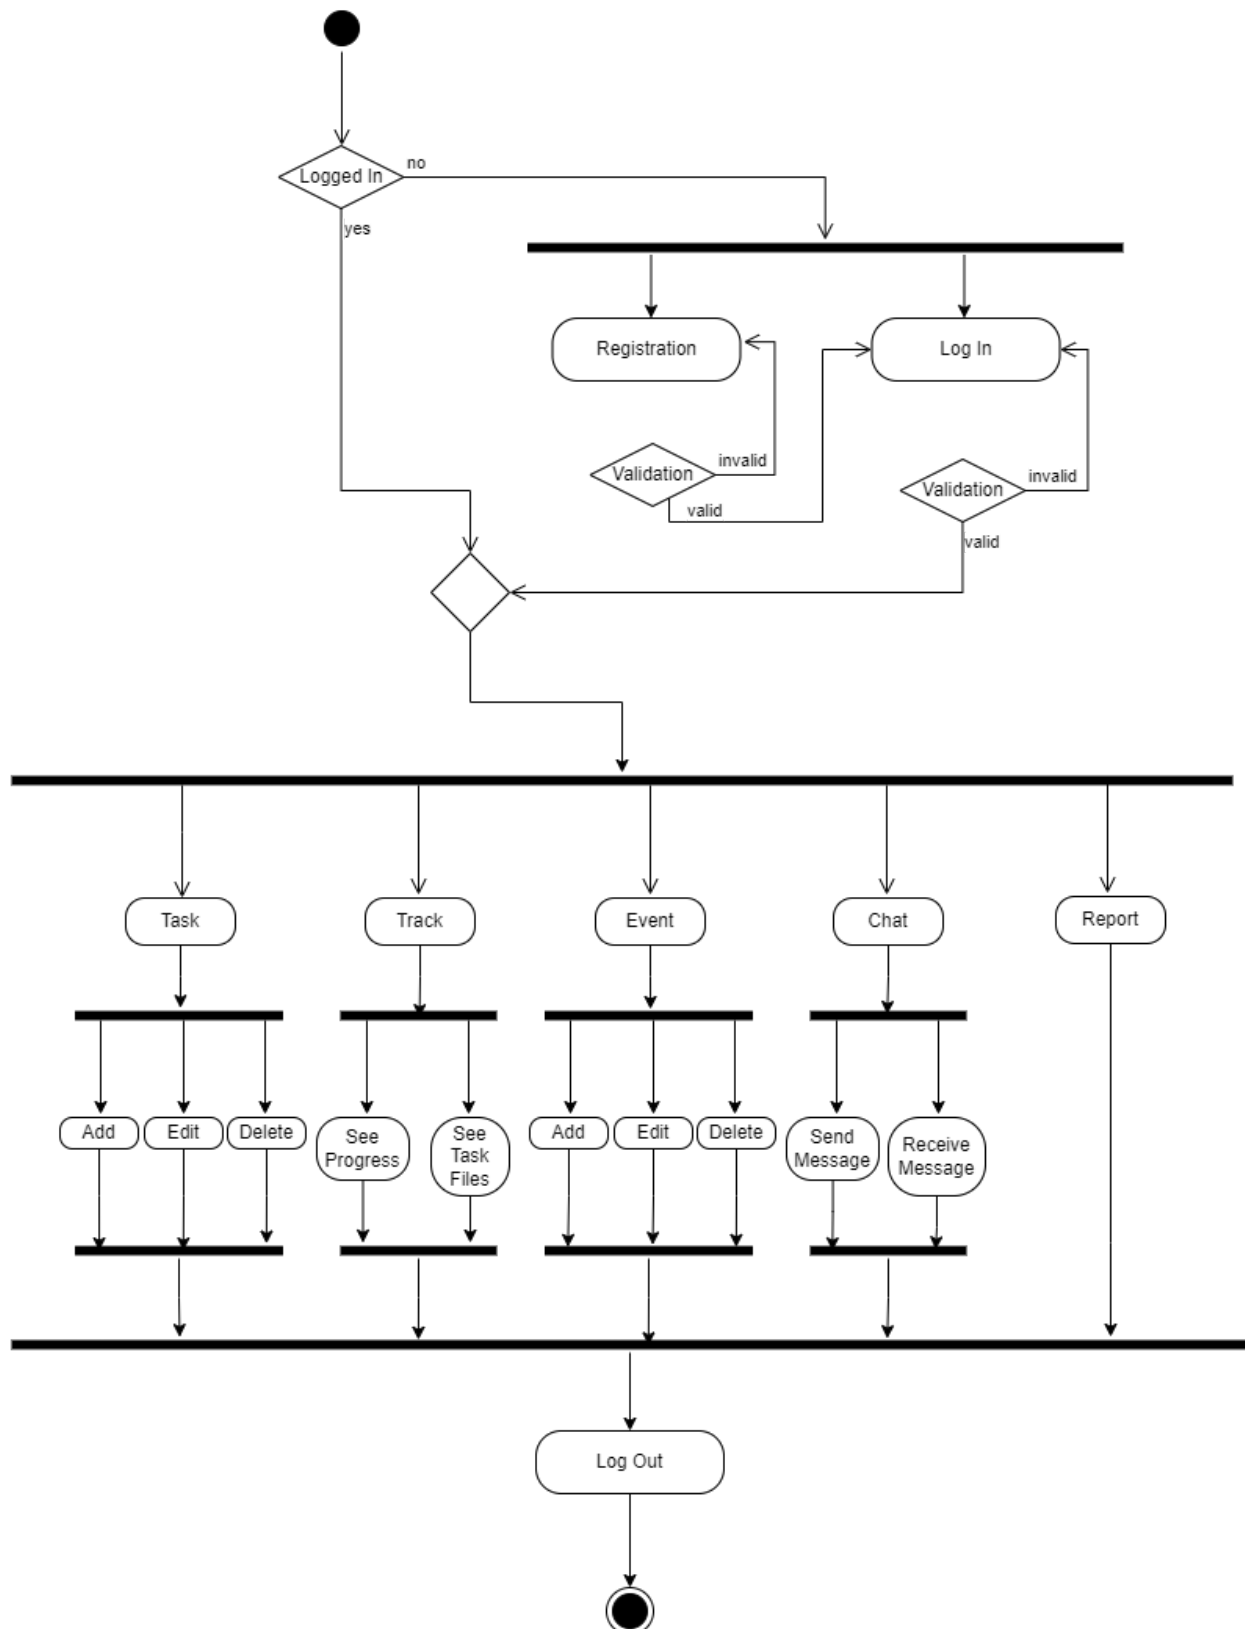 no
Logged In
yes
Registration
Log In
invalid
Validation
valid
invalid
Validation
valid
Task
Track
Event
Chat
Report
Add
Edit
Delete
See
Progress
See
Task
Files
Add
Edit
Delete
Send
Message
Receive
Message
Log Out